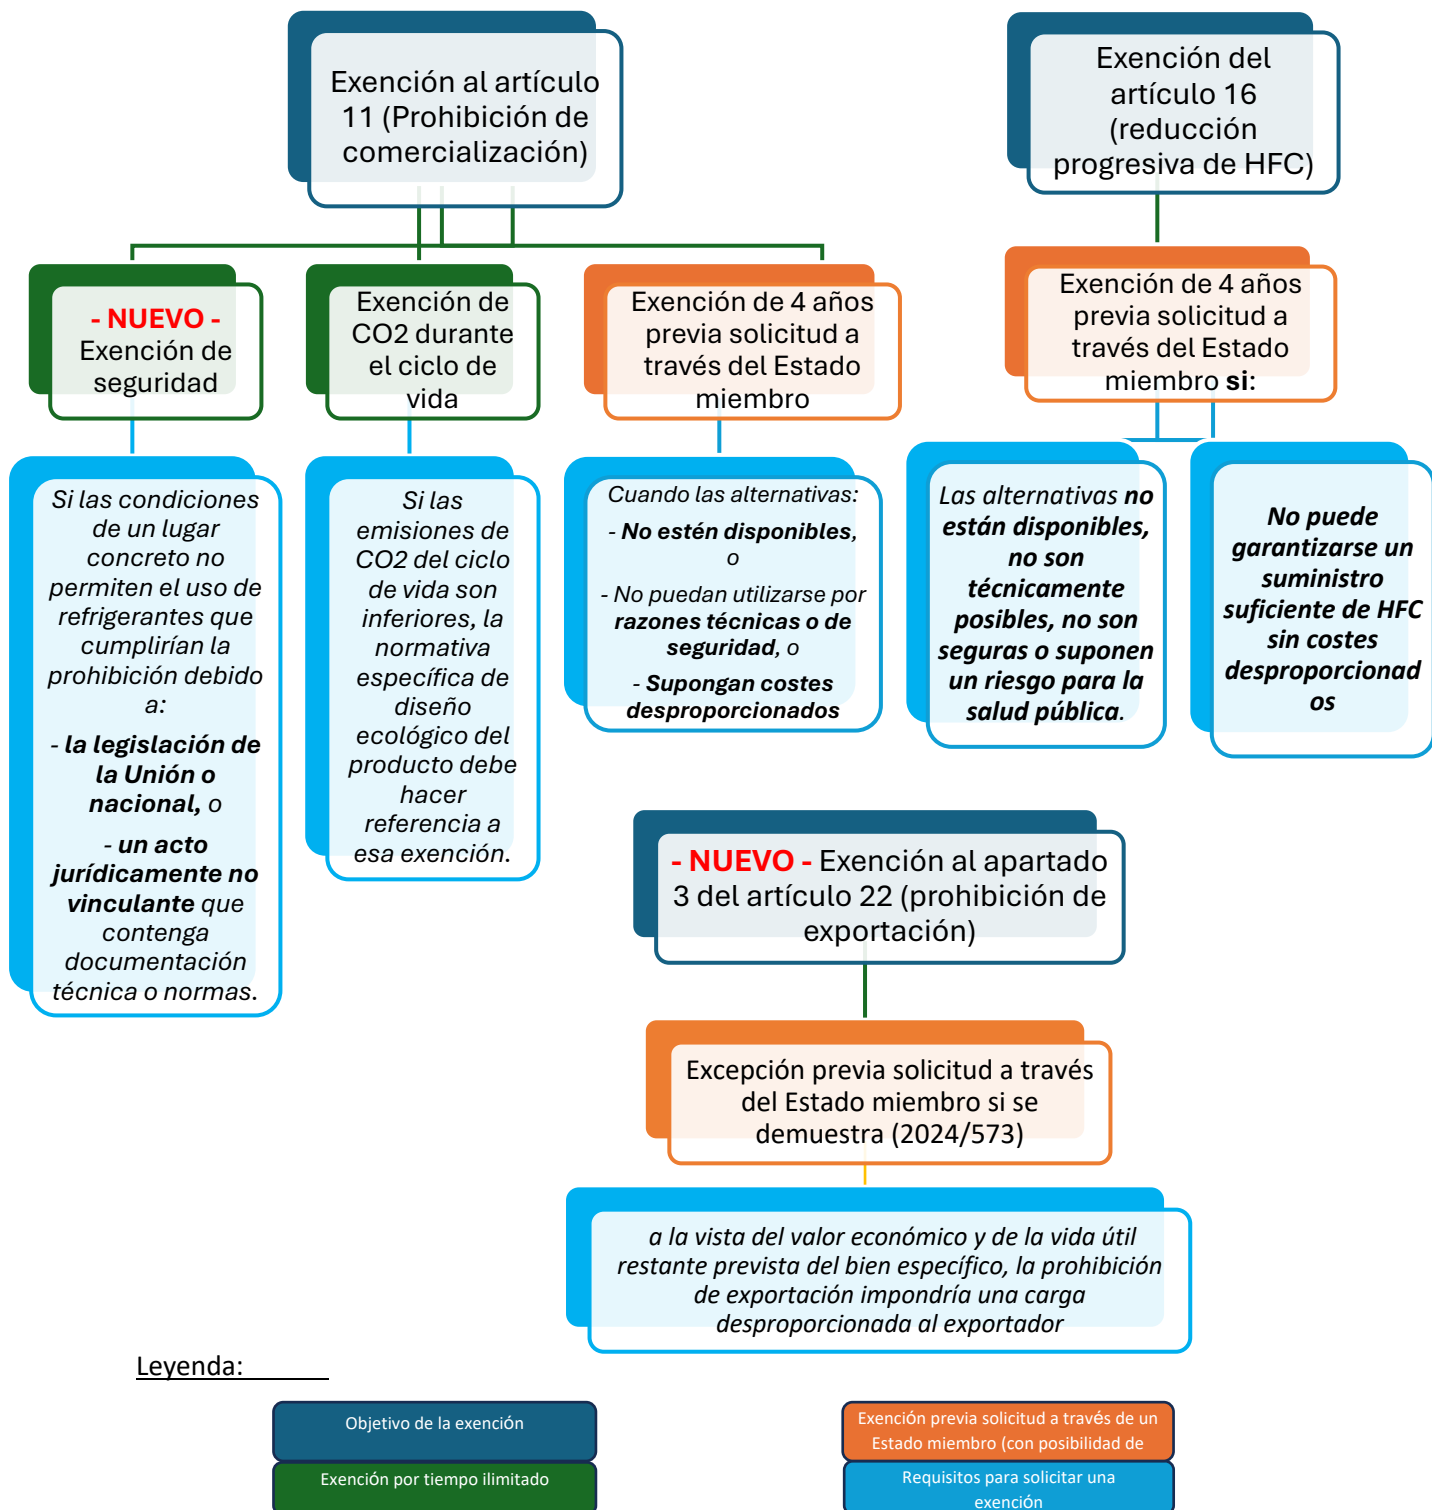 Exención al artículo
11 (Prohibición de
comercialización)
Exención del
artículo 16
(reducción
progresiva de HFC)
- NUEVO -
Exención de
seguridad
Exención de
CO2 durante
el ciclo de
vida
Exención de 4 años
previa solicitud a
través del Estado
miembro
Exención de 4 años
previa solicitud a
través del Estado
miembro si:
Si las condiciones
de un lugar
concreto no
permiten el uso de
refrigerantes que
cumplirían la
prohibición debido
a:
- la legislación de
la Unión o
nacional, o
- un acto
jurídicamente no
vinculante que
contenga
documentación
técnica o normas.
Si las
emisiones de
CO2 del ciclo
de vida son
inferiores, la
normativa
específica de
diseño
ecológico del
producto debe
hacer
referencia a
esa exención.
Cuando las alternativas:
- No estén disponibles,
o
- No puedan utilizarse por
razones técnicas o de
seguridad, o
- Supongan costes
desproporcionados
Las alternativas no
están disponibles,
no son
técnicamente
posibles, no son
seguras o suponen
un riesgo para la
salud pública.
No puede
garantizarse un
suministro
suficiente de HFC
sin costes
desproporcionad
os
- NUEVO - Exención al apartado
3 del artículo 22 (prohibición de
exportación)
Excepción previa solicitud a través
del Estado miembro si se
demuestra (2024/573)
a la vista del valor económico y de la vida útil
restante prevista del bien específico, la prohibición
de exportación impondría una carga
desproporcionada al exportador
Leyenda:
Objetivo de la exención
Exención por tiempo ilimitado
Exención previa solicitud a través de un
Estado miembro (con posibilidad de
Requisitos para solicitar una
exención